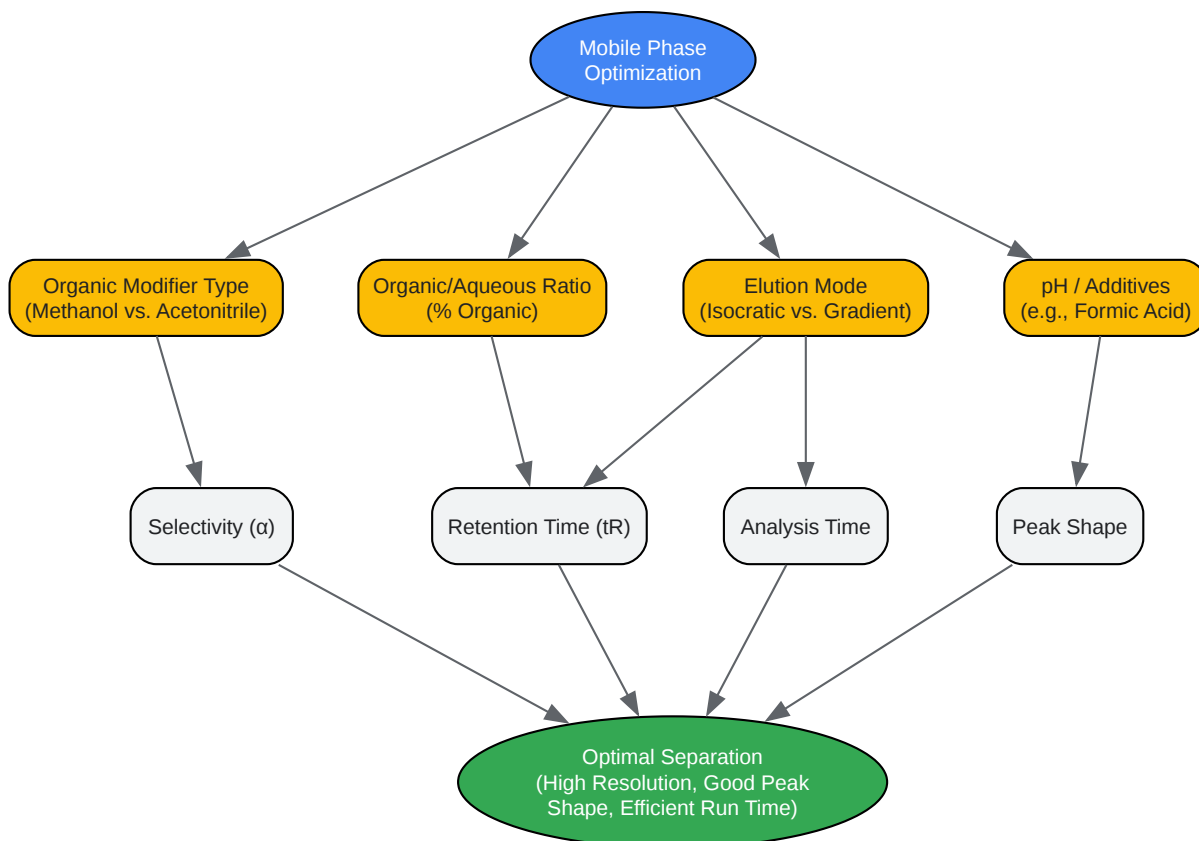 Mobile Phase
Optimization
Organic Modifier Type
(Methanol vs. Acetonitrile)
Organic/Aqueous Ratio
(% Organic)
Elution Mode
(Isocratic vs. Gradient)
pH / Additives
(e.g., Formic Acid)
Selectivity (α)
Retention Time (tR)
Analysis Time
Peak Shape
Optimal Separation
(High Resolution, Good Peak
Shape, Efficient Run Time)